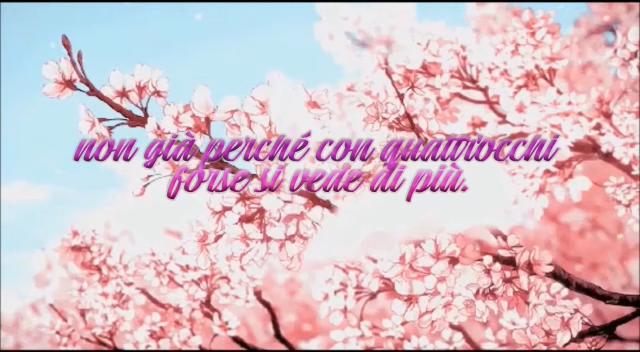 non già perché con quattr'occhi
forse si vede di più.